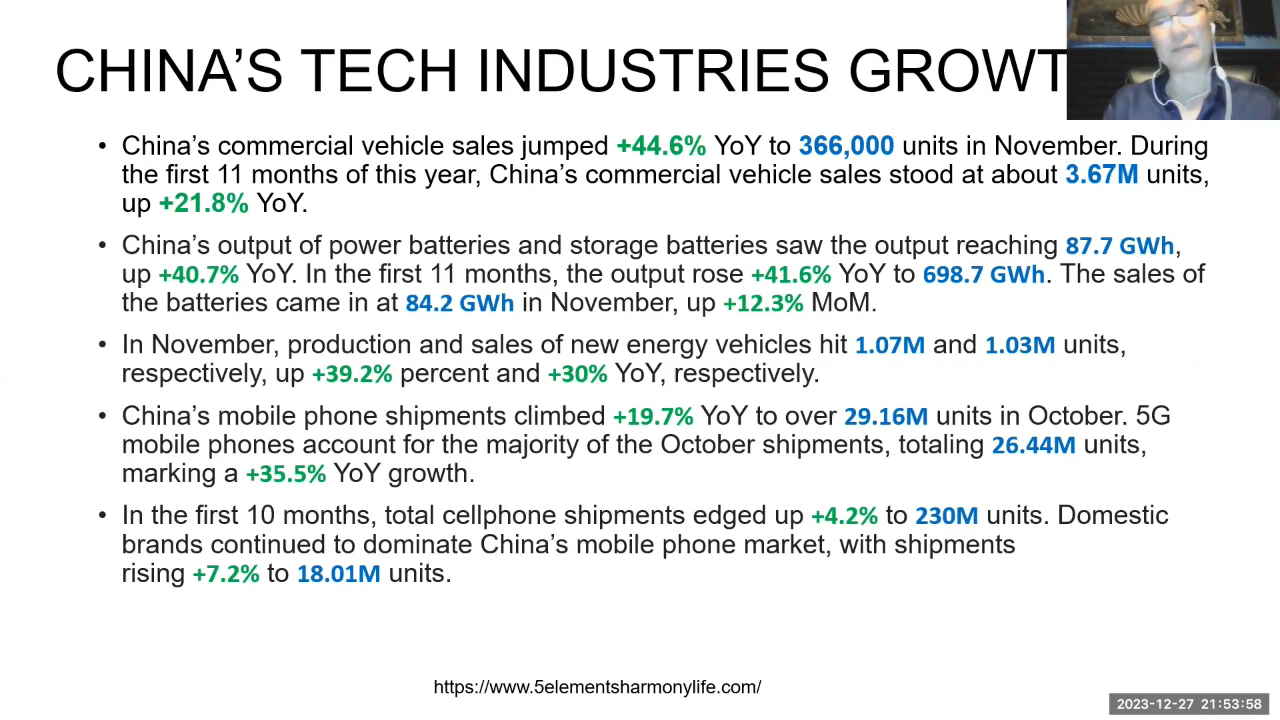 CHINA’S TECH INDUSTRIES GROWT
• China’s commercial vehicle sales jumped +44.6% YoY to 366,000 units in November. During
the first 11 months of this year, China’s commercial vehicle sales stood at about 3.67M units,
up +21.8% YoY.
• China’s output of power batteries and storage batteries saw the output reaching 87.7 GWh,
up +40.7% YoY. In the first 11 months, the output rose +41.6% YoY to 698.7 GWh. The sales of
the batteries came in at 84.2 GWh in November, up +12.3% MoM.
• In November, production and sales of new energy vehicles hit 1.07M and 1.03M units,
respectively, up +39.2% percent and +30% YoY, respectively.
• China’s mobile phone shipments climbed +19.7% YoY to over 29.16M units in October. 5G
mobile phones account for the majority of the October shipments, totaling 26.44M units,
marking a +35.5% YoY growth.
• In the first 10 months, total cellphone shipments edged up +4.2% to 230M units. Domestic
brands continued to dominate China’s mobile phone market, with shipments
rising +7.2% to 18.01M units.
https://www.5elementsharmonylife.com/
2023-12-27 21:53:58